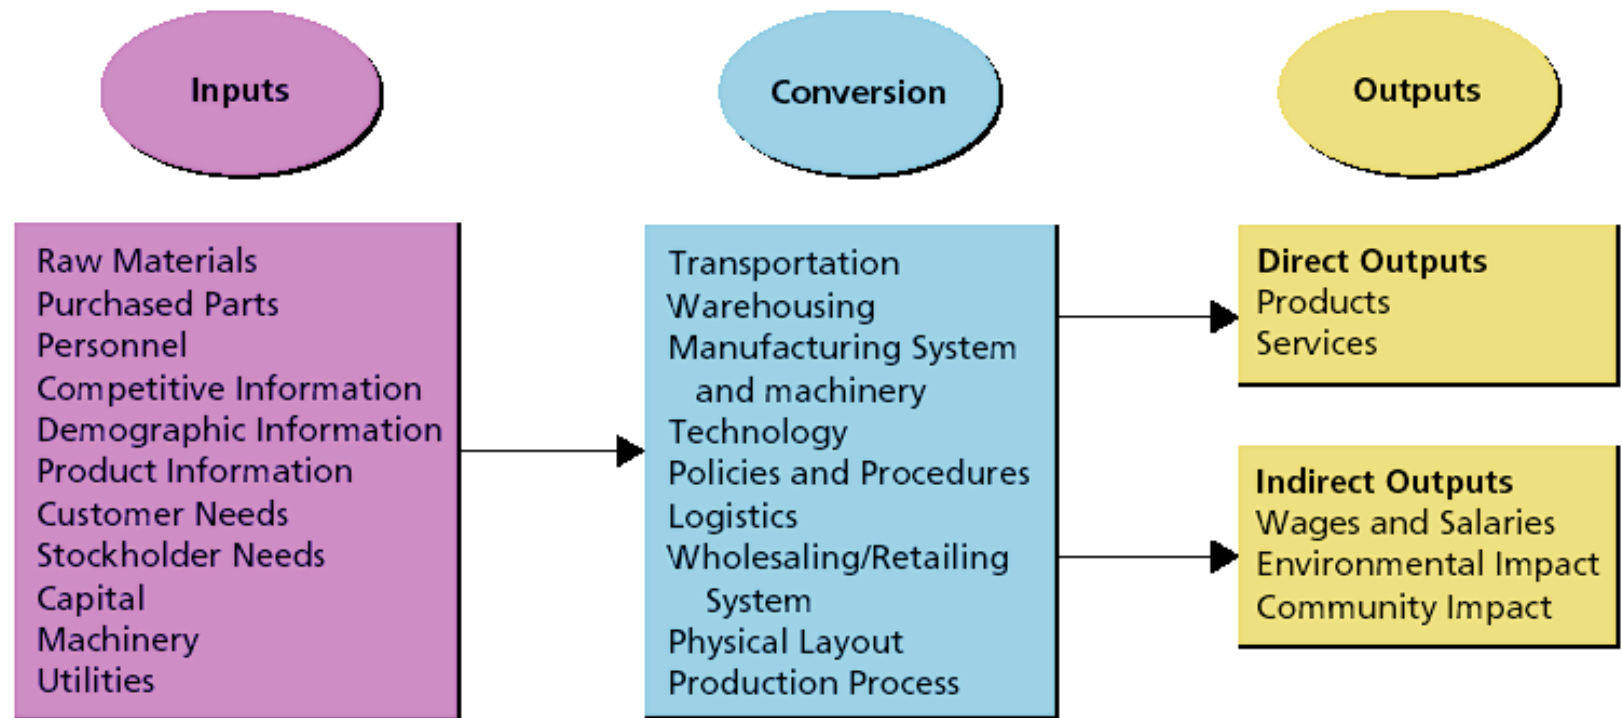 Inputs
Conversion
Outputs
Raw Materials
Purchased Parts
Personnel
Competitive Information
Demographic Information
Product Information
Customer Needs
Stockholder Needs
Capital
Machinery
Utilities
Transportation
Warehousing
Manufacturing System
and machinery
Technology
Policies and Procedures
Logistics
Wholesaling/Retailing
System
Physical Layout
Production Process
Direct Outputs
Products
Services
Indirect Outputs
Wages and Salaries
Environmental Impact
Community Impact